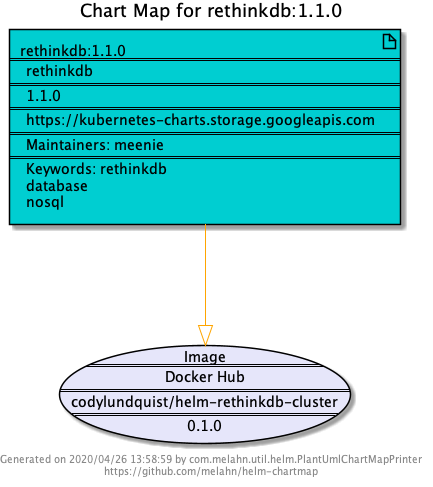 Chart Map for rethinkdb:1.1.0
rethinkdb:1.1.0
rethinkdb
1.1.0
https://kubernetes-charts.storage.googleapis.com
Maintainers: meenie
Keywords: rethinkdb
database
nosql
Image
Docker Hub
codylundquist/helm-rethinkdb-cluster
0.1.0
Generated on 2020/04/26 13:58:59 by com.melahn.util.helm.PlantUmlChartMapPrinter
https://github.com/melahn/helm-chartmap